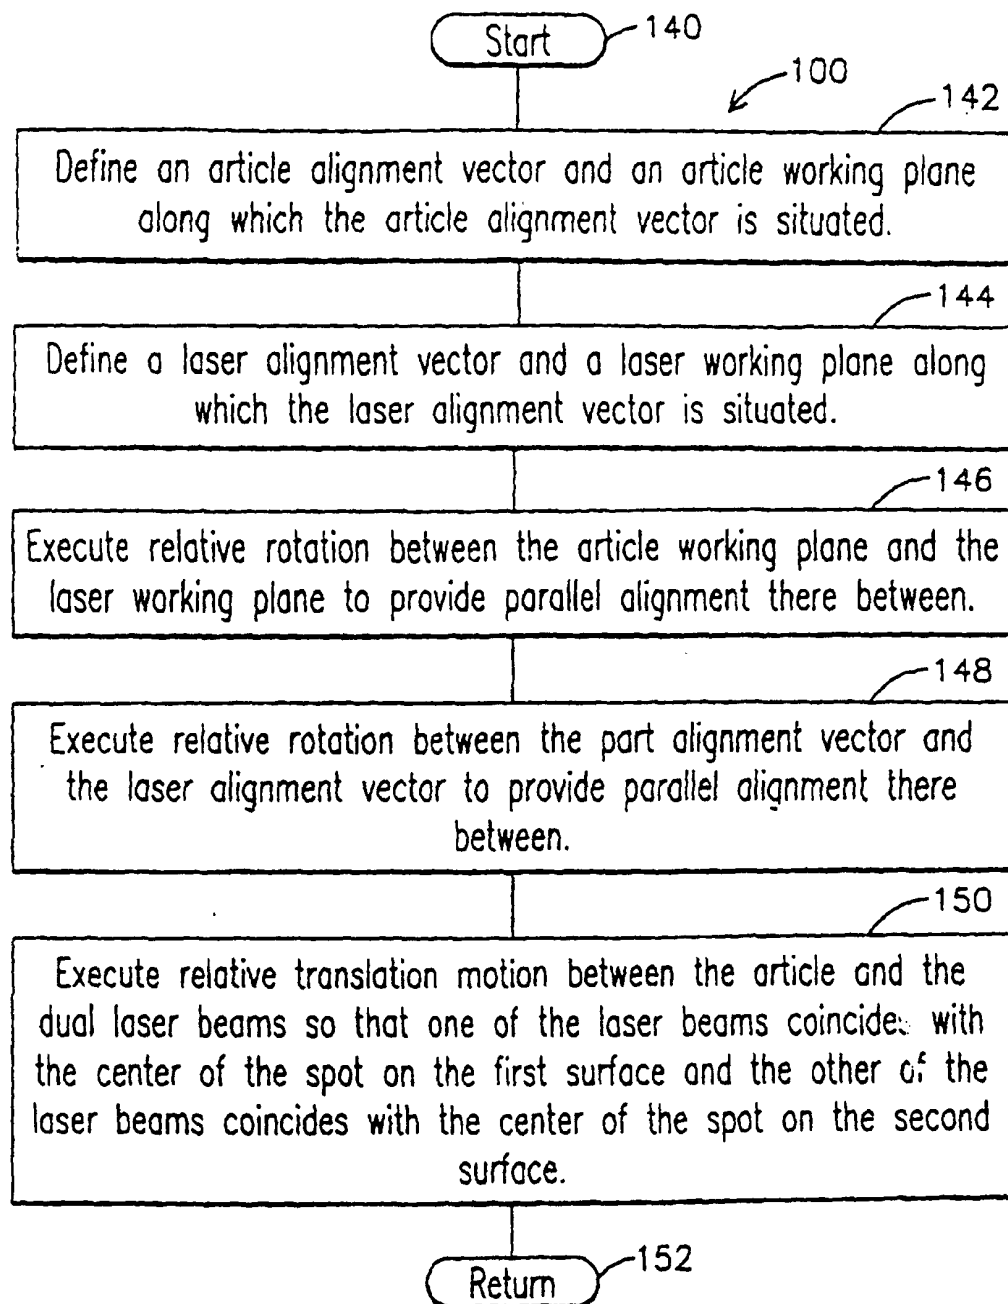 Start
140
100
142
Define an article alignment vector and an article working plane
along which the article alignment vector is situated.
144
Define a laser alignment vector and a laser working plane along
which the laser alignment vector is situated.
146
Execute relative rotation between the article working plane and the
laser working plane to provide parallel alignment there between.
148
Execute relative rotation between the part alignment vector and
the laser alignment vector to provide parallel alignment there
between.
150
Execute relative translation motion between the article and the
dual laser beams so that one of the laser beams coincides with
the center of the spot on the first surface and the other of the
laser beams coincides with the center of the spot on the second
surface.
152
Return